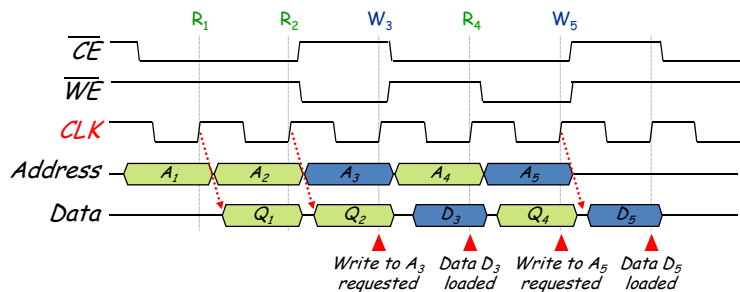 R₁ R₂ W₃ R₄ W₅
CE
WE
CLK
Address A₁ A₂ A₃ A₄ A₅
Data Q₁ Q₂ D₃ Q₄ D₅
Write to A₃ Data D₃ Write to A₅ Data D₅
requested loaded requested loaded